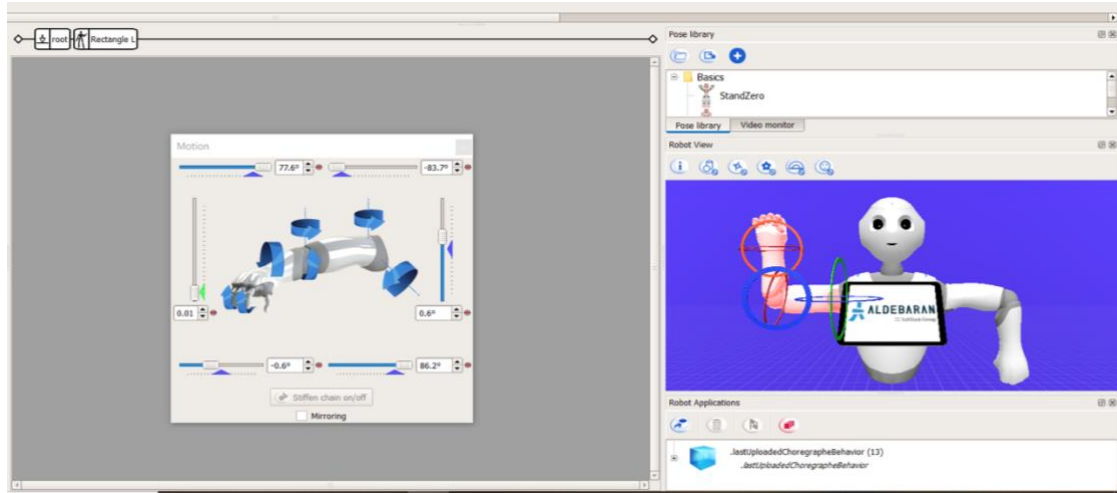 root
Rectangle L
Pose library
Basics
StandZero
Pose library
Video monitor
Motion
77.6°
-83.7°
0.01
0.6°
-0.6°
86.2°
Stiffen chain on/off
Mirroring
Robot View
ALDEBARAN
Robot Applications
.lastUploadedChoregrapheBehavior (13)
.lastUploadedChoregrapheBehavior